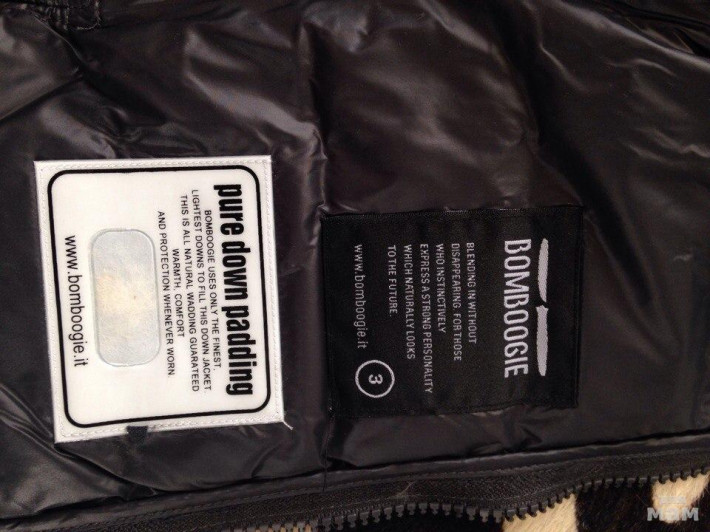 pure down padding
BOMBOOGIE USES ONLY THE FINEST,
LIGHTEST DOWNS TO FILL THIS DOWN JACKET.
THIS IS ALL NATURAL WADDING GUARATEED
WARMTH, COMFORT
AND PROTECTION, WHENEVER WORN.
www.bomboogie.it
BOMBOOGIE
BLENDING IN WITHOUT
DISAPPEARING. FOR THOSE
WHO INSTINCTIVELY
EXPRESS A STRONG PERSONALITY
WHICH NATURALLY LOOKS
TO THE FUTURE.
www.bomboogie.it
3